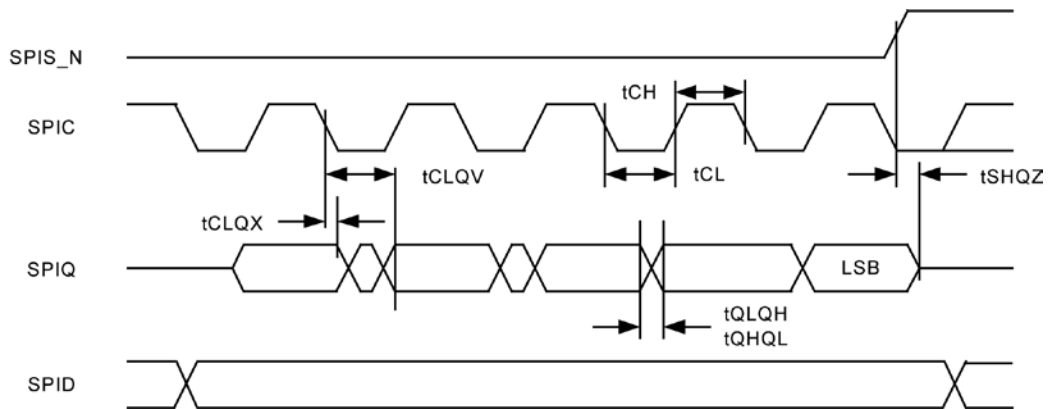 SPIS_N
tCH
SPIC
tCLQV
tCL
tSHQZ
tCLQX
SPIQ
LSB
tQLQH
tQHQL
SPID